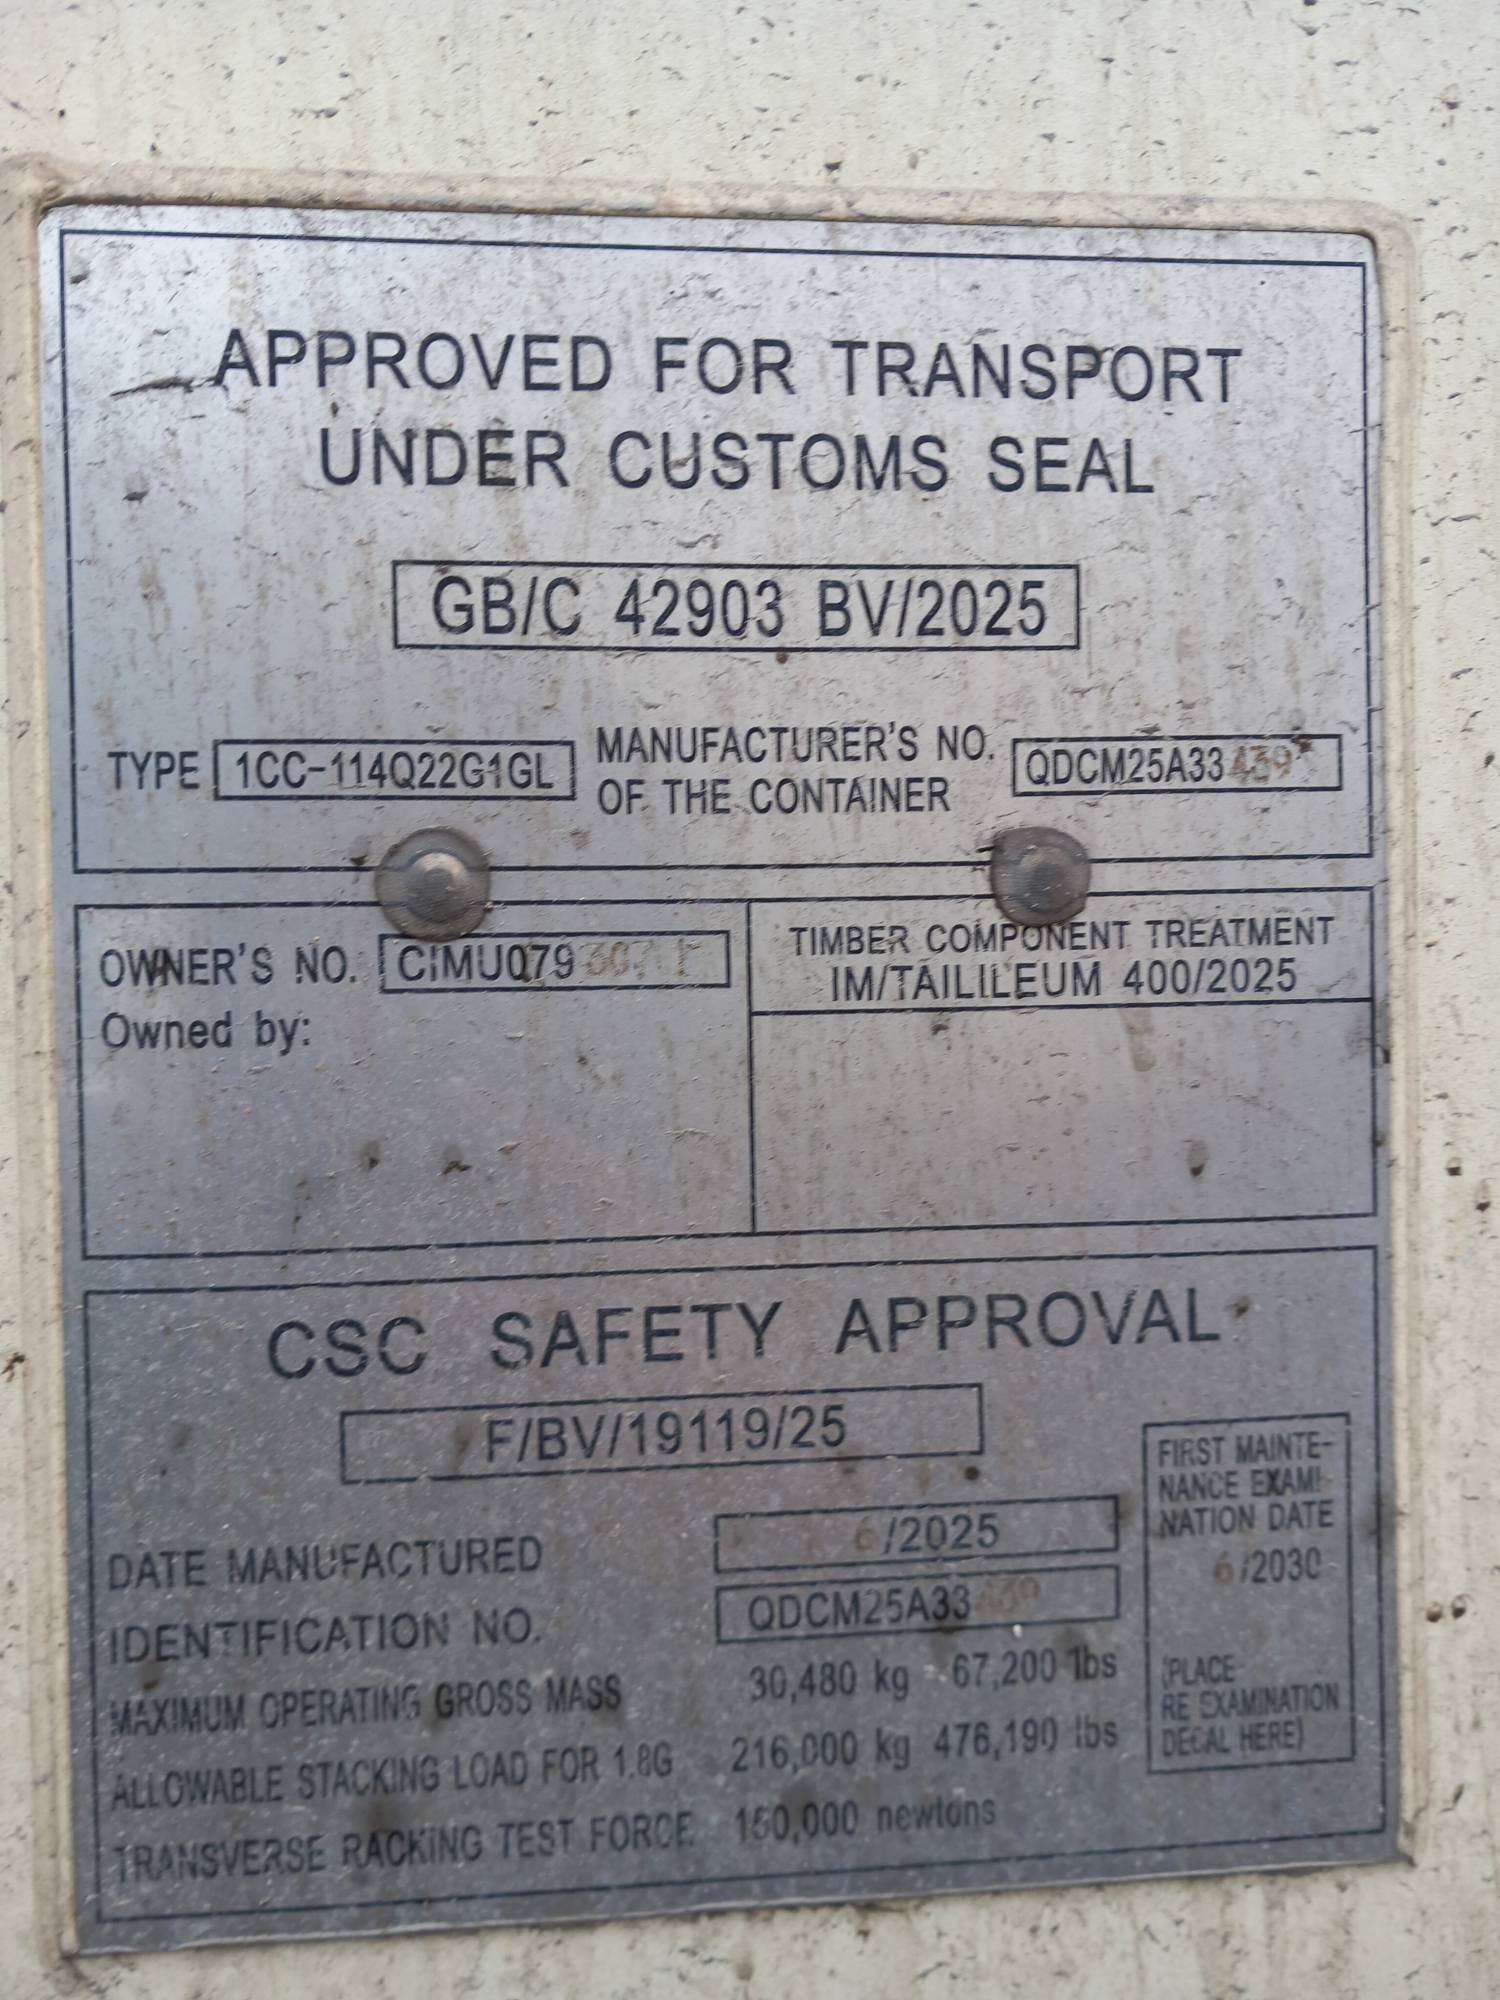 APPROVED FOR TRANSPORT
UNDER CUSTOMS SEAL
GB/C 42903 BV/2025
TYPE 1CC-114Q22G1GL
MANUFACTURER'S NO.
OF THE CONTAINER
QDCM25A33439
OWNER'S NO. CIMU079
Owned by:
TIMBER COMPONENT TREATMENT
IM/TAILILEUM 400/2025
CSC SAFETY APPROVAL
F/BV/19119/25
DATE MANUFACTURED 6/2025
IDENTIFICATION NO. QDCM25A33439
MAXIMUM OPERATING GROSS MASS 30,480 kg 67,200 lbs
ALLOWABLE STACKING LOAD FOR 1.8G 216,000 kg 476,190 lbs
TRANSVERSE RACKING TEST FORCE 150,000 newtons
FIRST MAINTE-
NANCE EXAMI-
NATION DATE
6/2030
(PLACE
RE EXAMINATION
DECAL HERE)